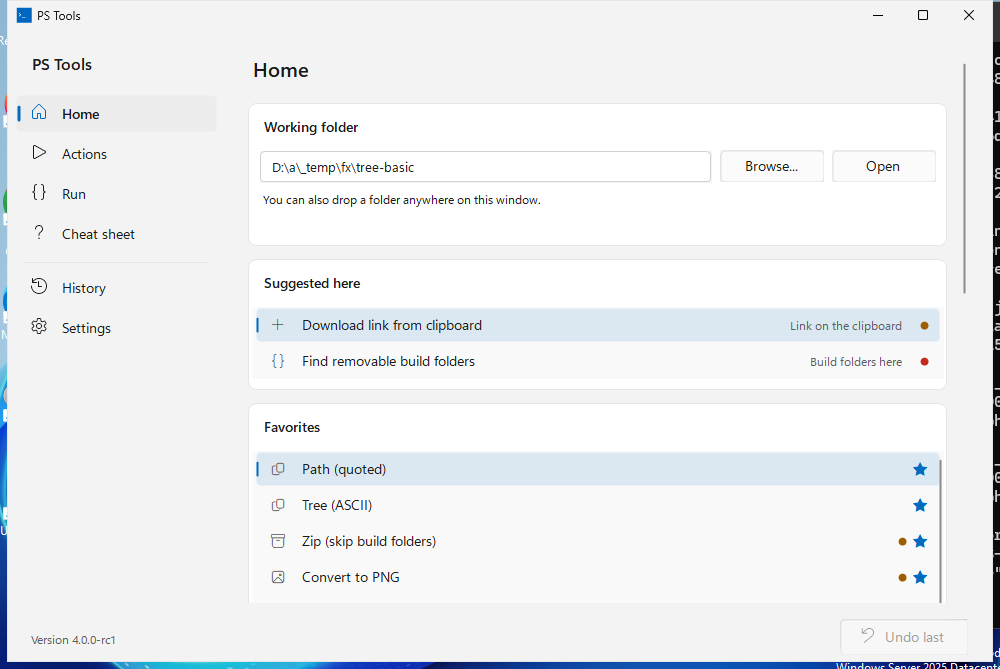 PS Tools
PS Tools
Home
Actions
Run
Cheat sheet
History
Settings
Version 4.0.0-rc1
Home
Working folder
D:\a\_temp\fx\tree-basic
Browse...
Open
You can also drop a folder anywhere on this window.
Suggested here
Download link from clipboard
Link on the clipboard
Find removable build folders
Build folders here
Favorites
Path (quoted)
Tree (ASCII)
Zip (skip build folders)
Convert to PNG
Undo last
Windows Server 2025 Datacent